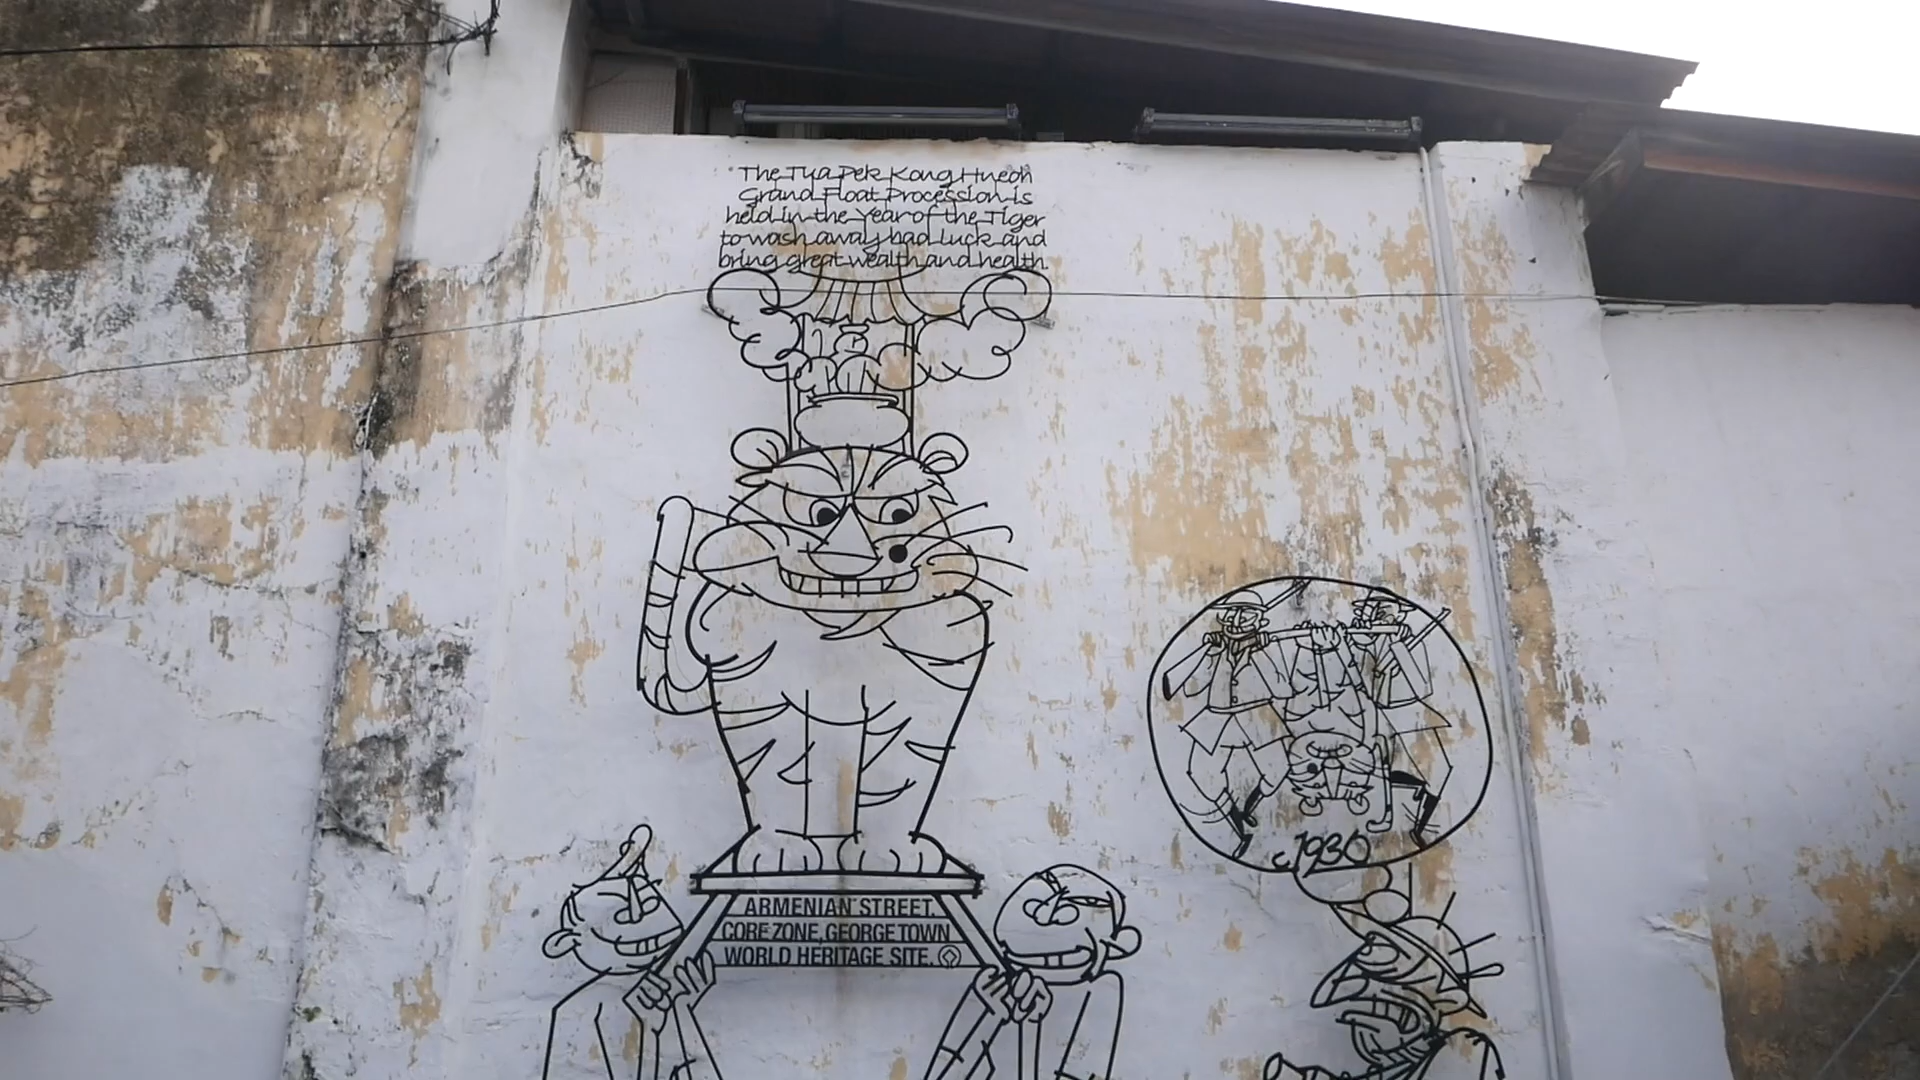 The Tua Pek Kong Hneoh
Grand Float Procession is
held in the Year of the Tiger
to wash away bad luck and
bring great wealth and health
ARMENIAN STREET,
CORE ZONE, GEORGE TOWN
WORLD HERITAGE SITE.
c1930